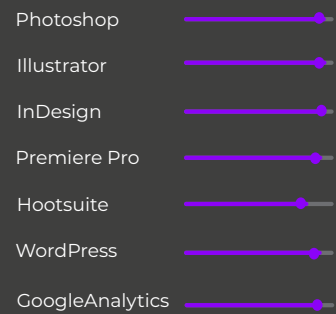 Photoshop
Illustrator
InDesign
Premiere Pro
Hootsuite
WordPress
GoogleAnalytics